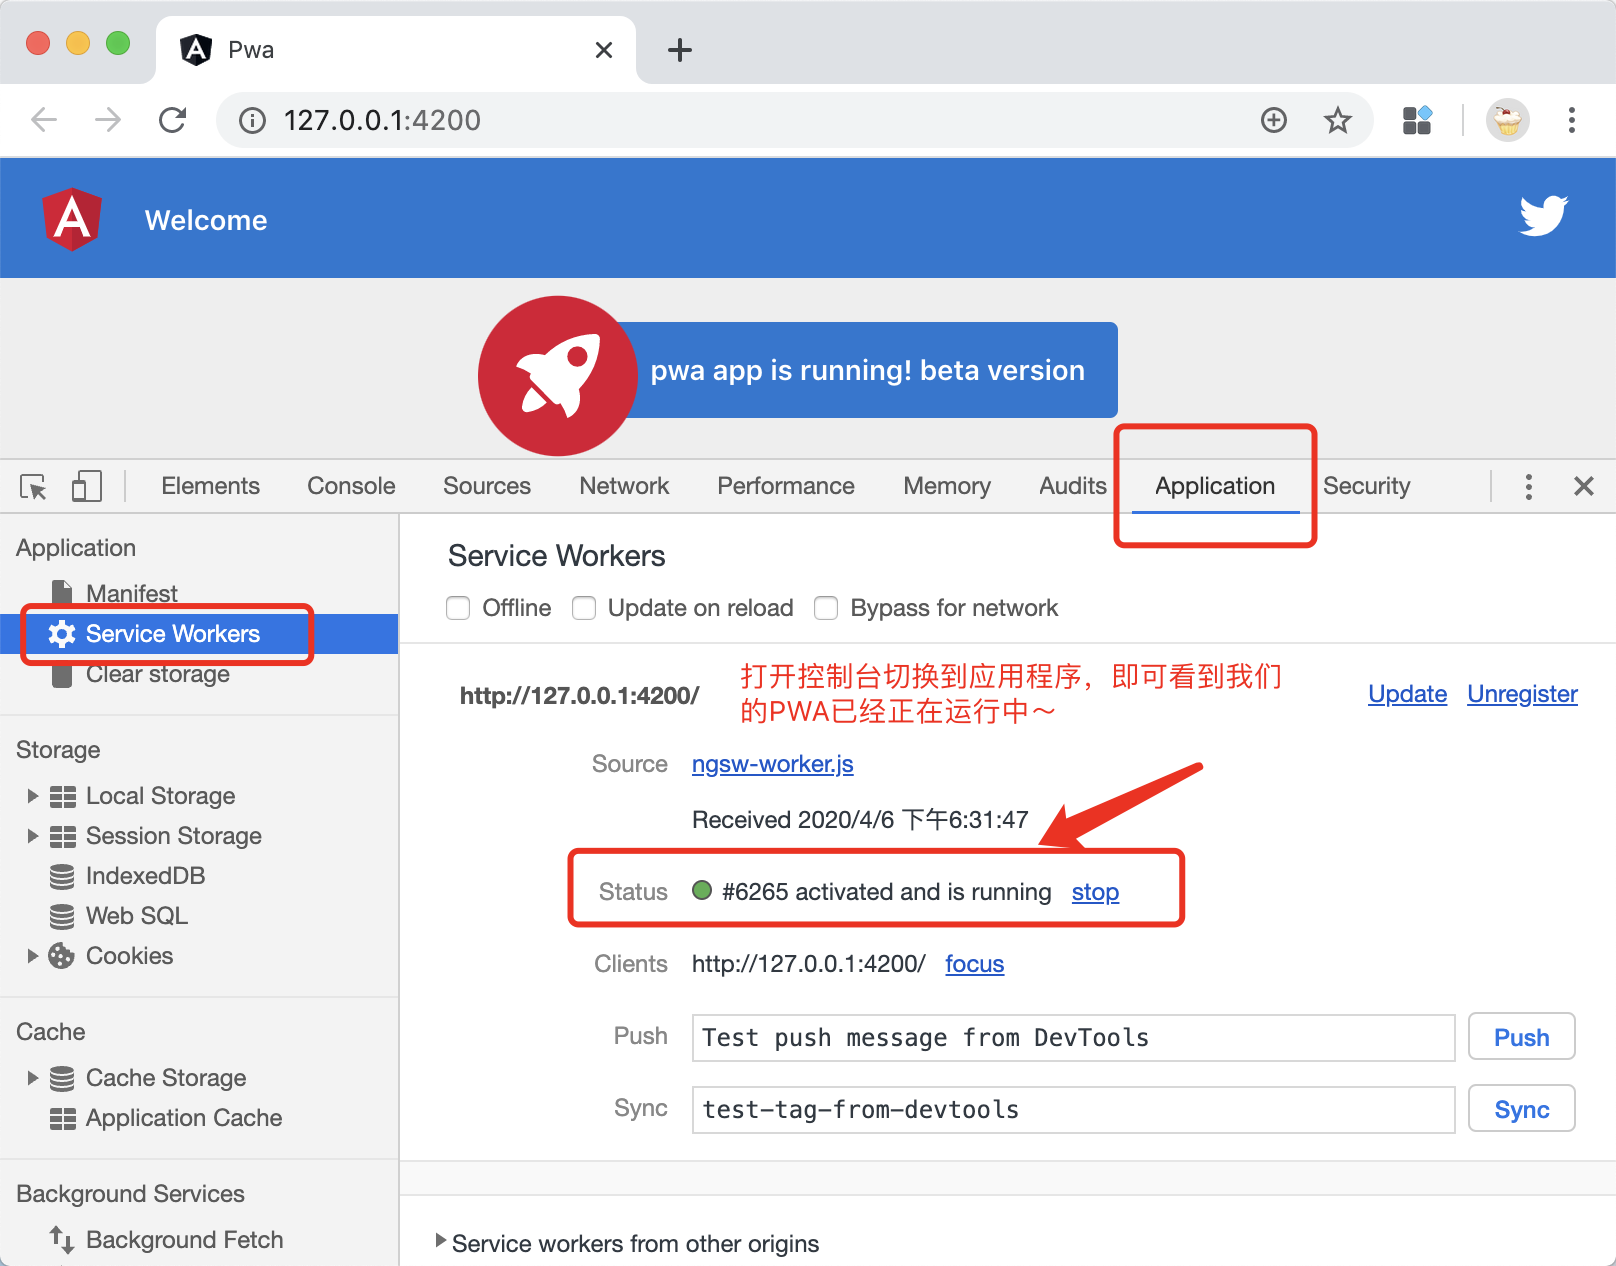 Pwa
127.0.0.1:4200
Welcome
pwa app is running! beta version
Elements Console Sources Network Performance Memory Audits Application Security
Application
Manifest
Service Workers
Clear storage
Storage
Local Storage
Session Storage
IndexedDB
Web SQL
Cookies
Cache
Cache Storage
Application Cache
Background Services
Background Fetch
Service Workers
Offline Update on reload Bypass for network
http://127.0.0.1:4200/
打开控制台切换到应用程序，即可看到我们
的PWA已经正在运行中～
Update Unregister
Source ngsw-worker.js
Received 2020/4/6 下午6:31:47
Status #6265 activated and is running stop
Clients http://127.0.0.1:4200/ focus
Push Test push message from DevTools Push
Sync test-tag-from-devtools Sync
Service workers from other origins